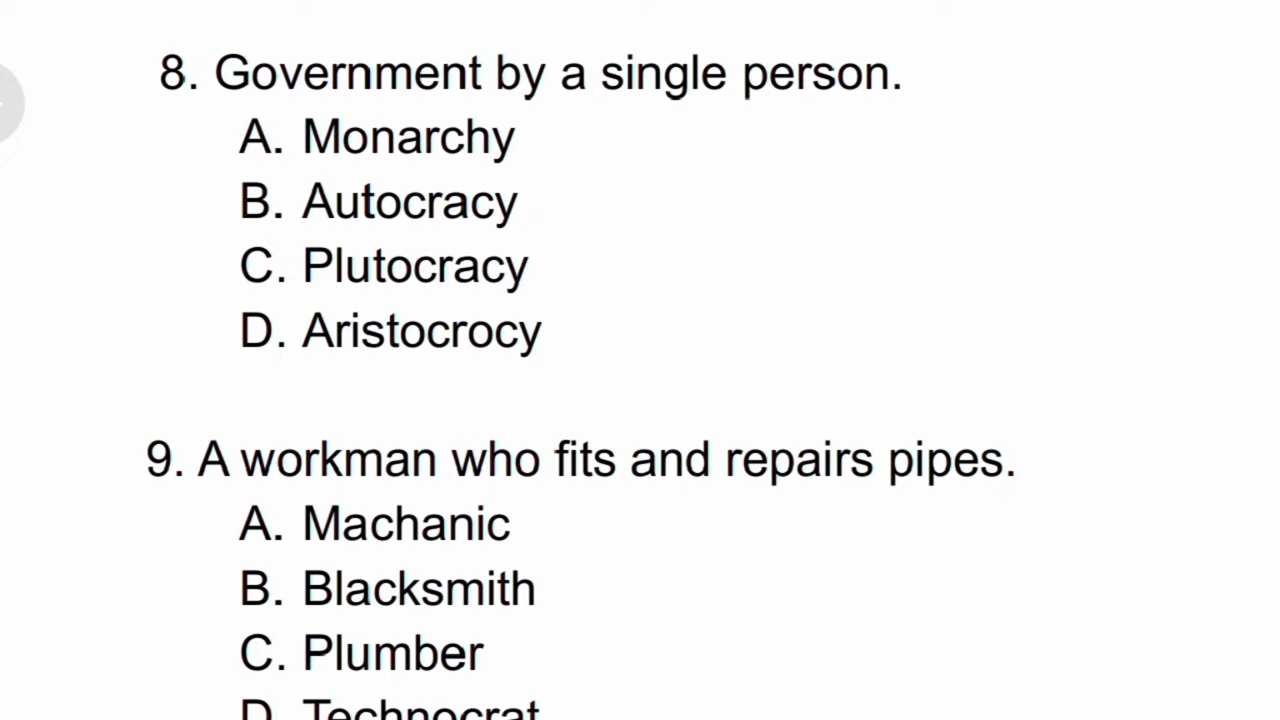 8. Government by a single person.
A. Monarchy
B. Autocracy
C. Plutocracy
D. Aristocrocy
9. A workman who fits and repairs pipes.
A. Machanic
B. Blacksmith
C. Plumber
D. Technocrat